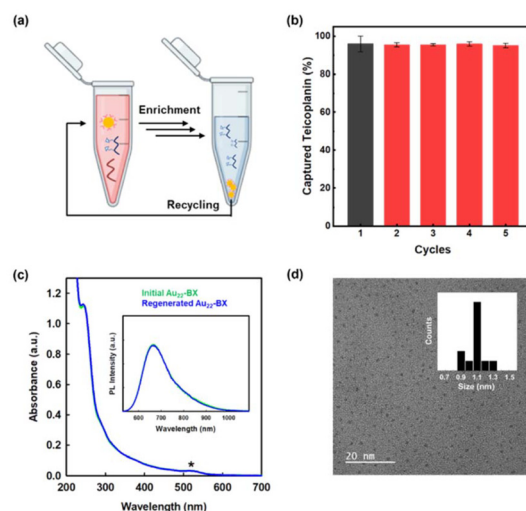 (a)
Enrichment
Recycling
(b)
Captured Teicoplanin (%)
100
80
60
40
20
0
1 2 3 4 5
Cycles
(c)
Absorbance (a.u.)
1.2
1.0
0.8
0.6
0.4
0.2
0.0
Initial Au₂₂-BX
Regenerated Au₂₂-BX
PL Intensity (a.u.)
600 700 800 900 1000
Wavelength (nm)
*
200 300 400 500 600 700
Wavelength (nm)
(d)
Counts
0.7 0.9 1.1 1.3 1.5
Size (nm)
20 nm